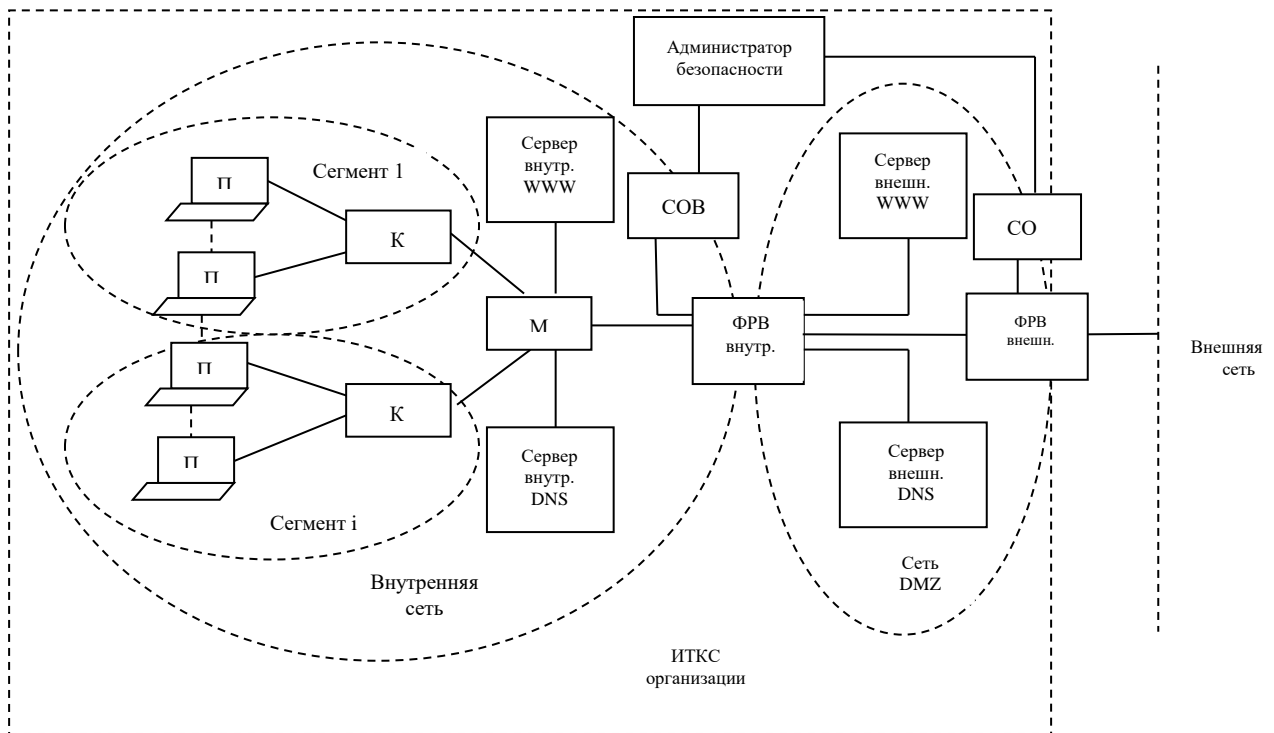 Администратор
безопасности
Сервер
внутр.
WWW
Сервер
внешн.
WWW
Сегмент 1
П
К
СОВ
СО
П
М
ФРВ
внутр.
ФРВ
внешн.
Внешняя
сеть
П
К
П
Сервер
внутр.
DNS
Сервер
внешн.
DNS
Сегмент i
Внутренняя
сеть
Сеть
DMZ
ИТКС
организации